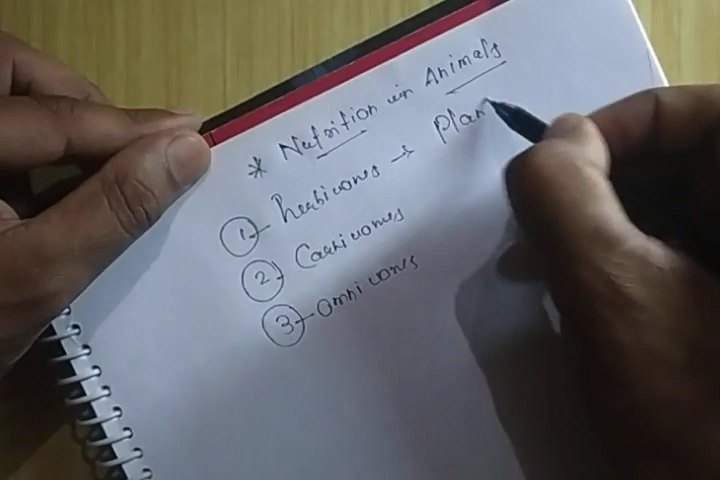 * Nutrition in Animals
1 - Herbivores → Plan
2 - Carnivores
3 - Omnivores